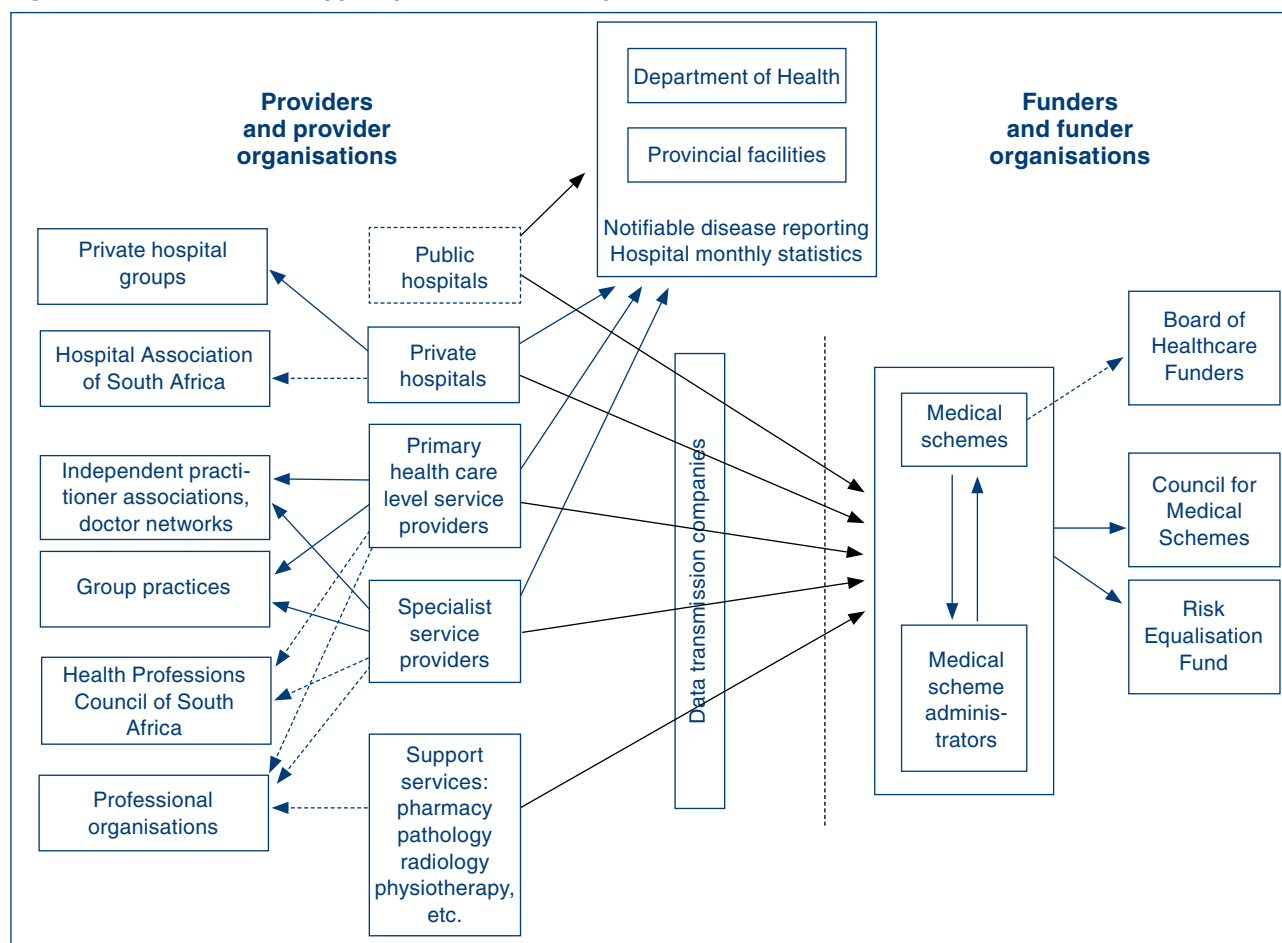 Providers
and provider
organisations
Department of Health
Provincial facilities
Notifiable disease reporting
Hospital monthly statistics
Funders
and funder
organisations
Private hospital
groups
Hospital Association
of South Africa
Independent practi-
tioner associations,
doctor networks
Group practices
Health Professions
Council of South
Africa
Professional
organisations
Public
hospitals
Private
hospitals
Primary
health care
level service
providers
Specialist
service
providers
Support
services:
pharmacy
pathology
radiology
physiotherapy,
etc.
Data transmission companies
Medical
schemes
Medical
scheme
adminis-
trators
Board of
Healthcare
Funders
Council for
Medical
Schemes
Risk
Equalisation
Fund